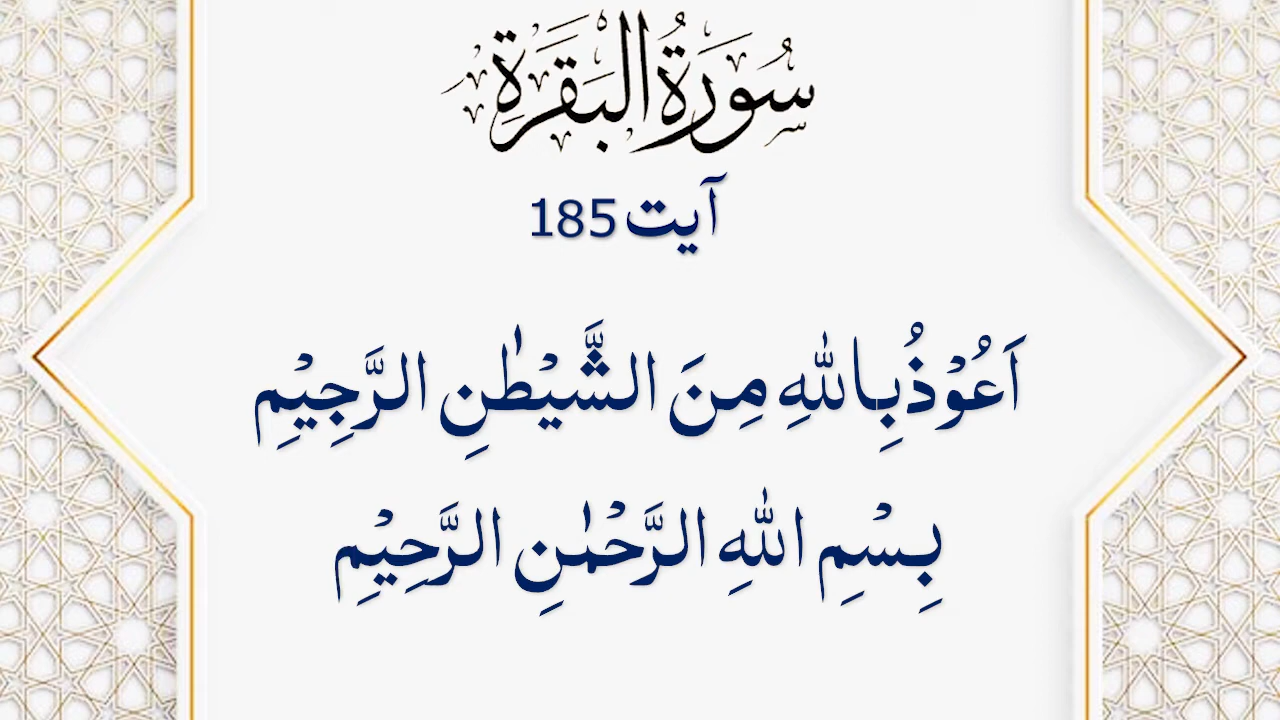 سُورَةُ البَقَرَة
آیت 185
اَعُوْذُ بِاللّٰهِ مِنَ الشَّیْطٰنِ الرَّجِیْمِ
بِسْمِ اللّٰهِ الرَّحْمٰنِ الرَّحِیْمِ